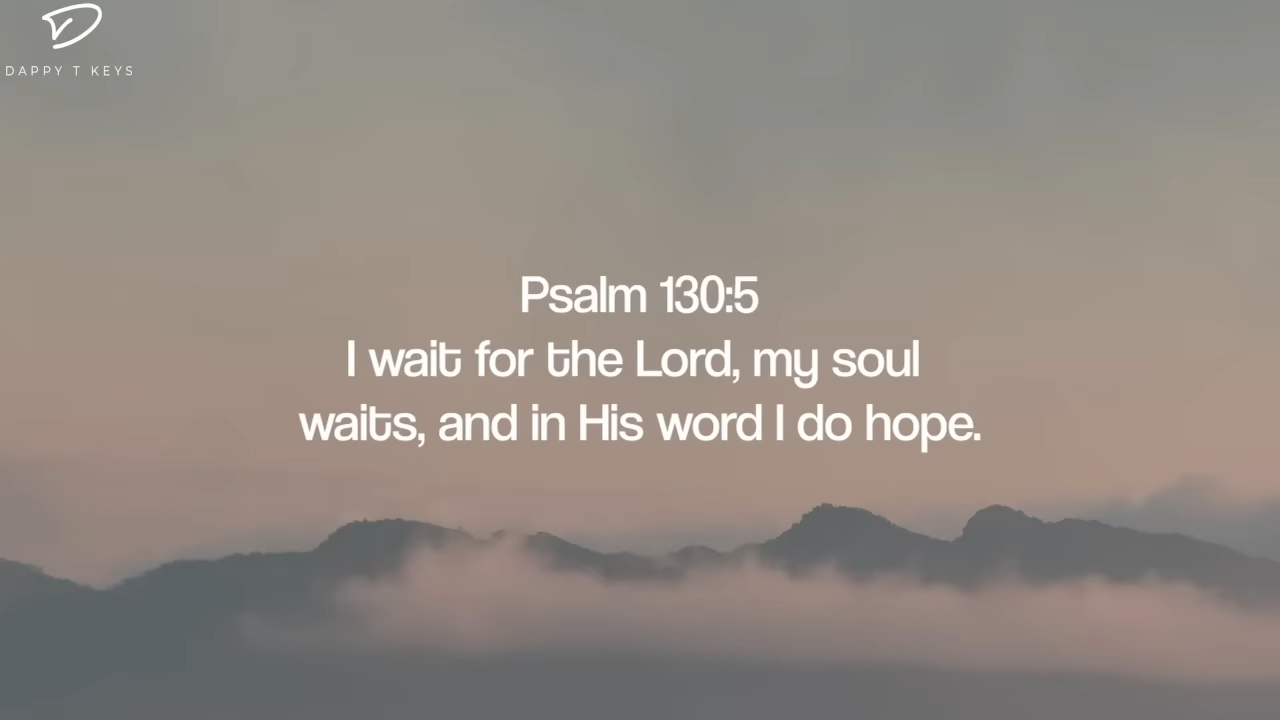 DAPPY T KEYS
Psalm 130:5
I wait for the Lord, my soul
waits, and in His word I do hope.